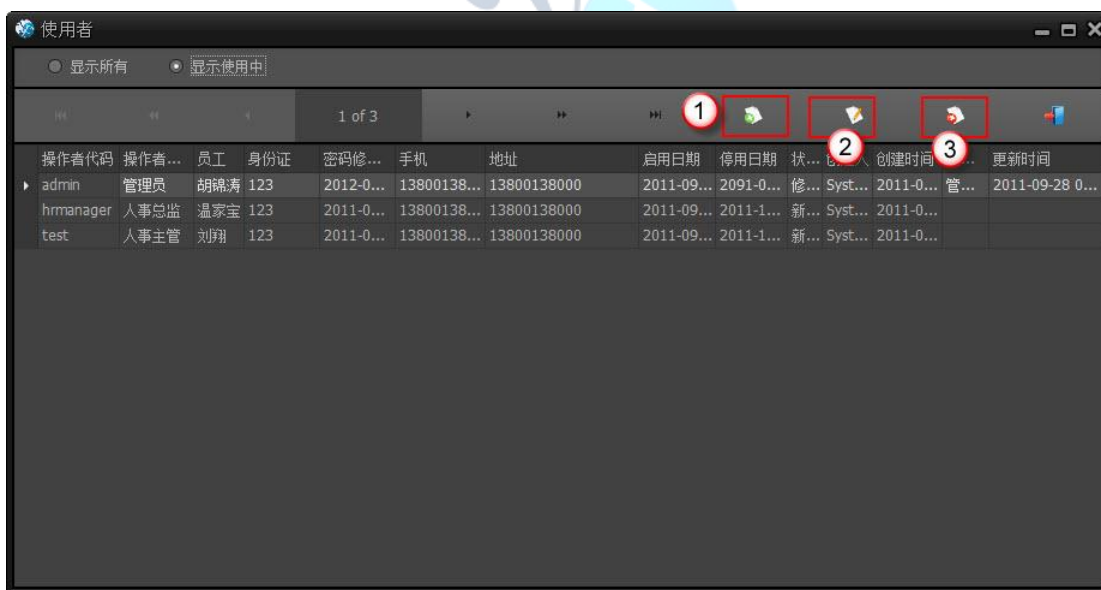 使用者
显示所有 显示使用中
1 of 3 1
2 3
操作者代码 操作者... 员工 身份证 密码修... 手机 地址 启用日期 停用日期 状... 创建时间 更新时间
admin 管理员 胡锦涛 123 2012-0... 13800138... 13800138000 2011-09... 2091-0... 修... Syst... 2011-0... 管... 2011-09-28 0...
hrmanager 人事总监 温家宝 123 2011-0... 13800138... 13800138000 2011-09... 2011-1... 新... Syst... 2011-0...
test 人事主管 刘翔 123 2011-0... 13800138... 13800138000 2011-09... 2011-1... 新... Syst... 2011-0...